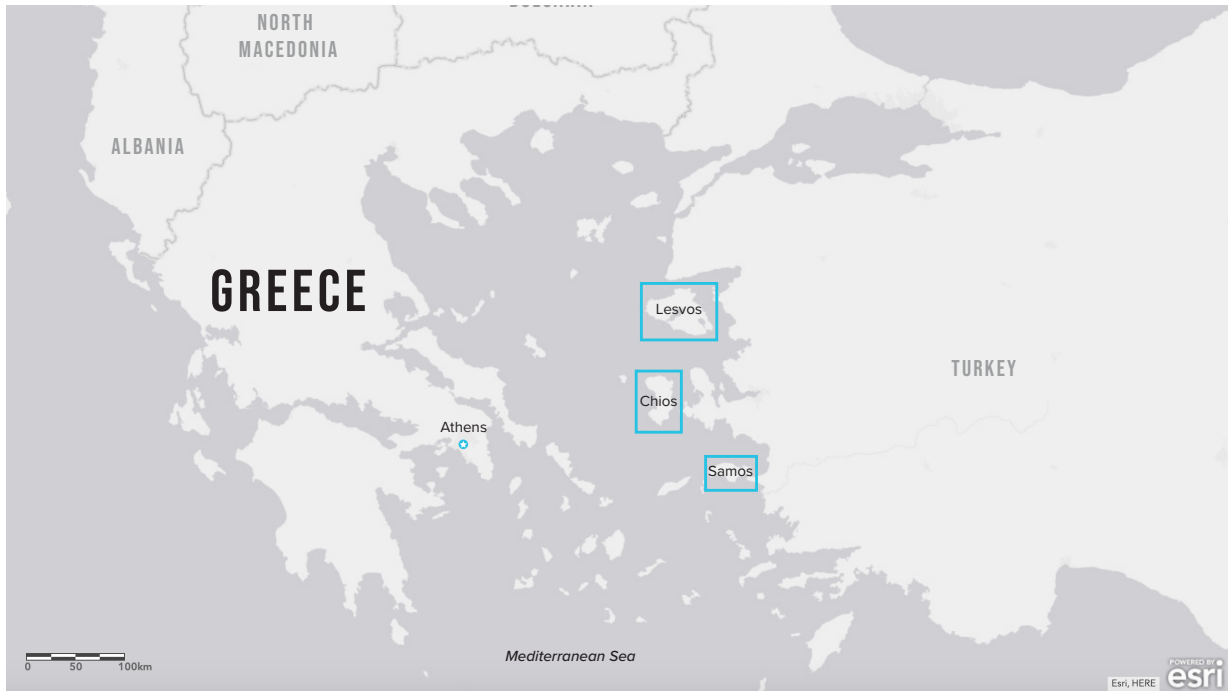 NORTH
MACEDONIA
ALBANIA
GREECE
Lesvos
TURKEY
Chios
Athens
Samos
Mediterranean Sea
0 50 100km
Esri, HERE
POWERED BY
esri